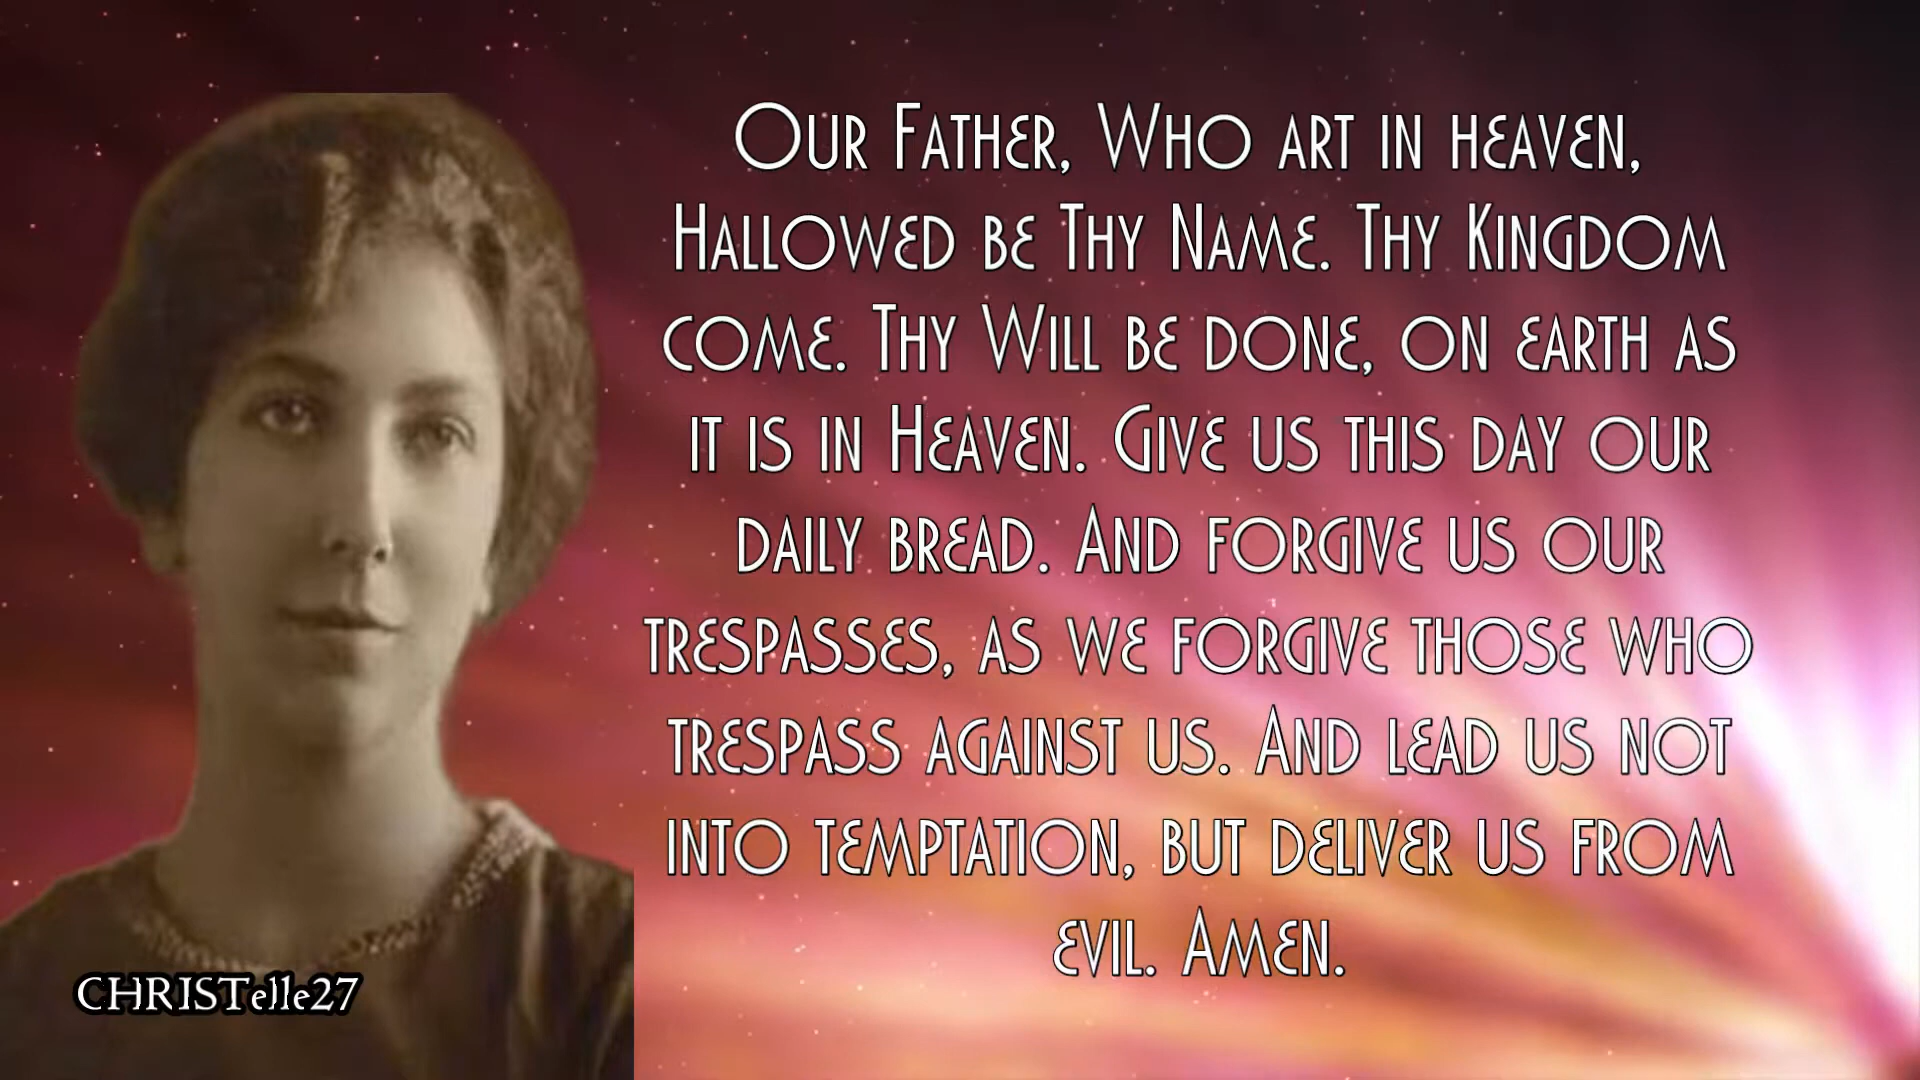 Our Father, Who art in heaven,
Hallowed be Thy Name. Thy Kingdom
come. Thy Will be done, on earth as
it is in Heaven. Give us this day our
daily bread. And forgive us our
trespasses, as we forgive those who
trespass against us. And lead us not
into temptation, but deliver us from
evil. Amen.
CHRISTelle27